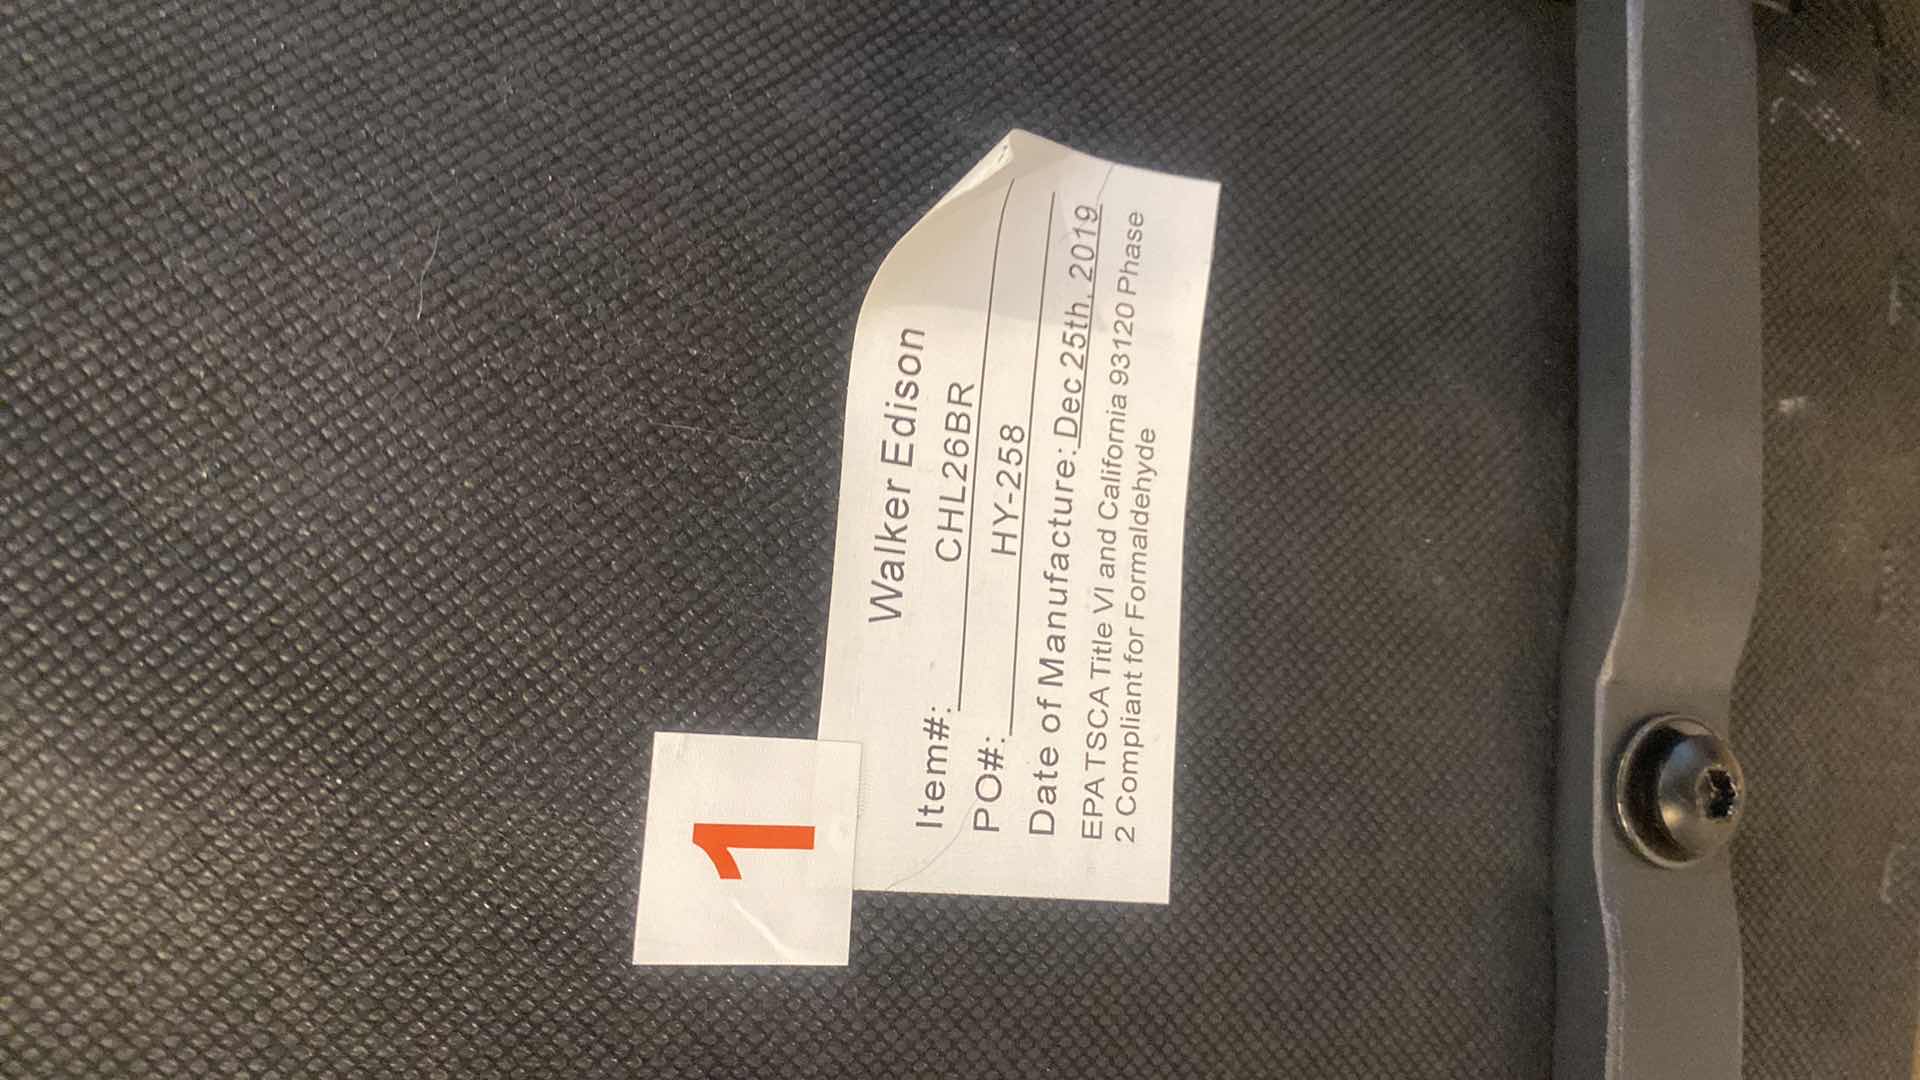 1
Walker Edison
Item#: CHL26BR
PO#: HY-258
Date of Manufacture: Dec 25th, 2019
EPA TSCA Title VI and California 93120 Phase
2 Compliant for Formaldehyde